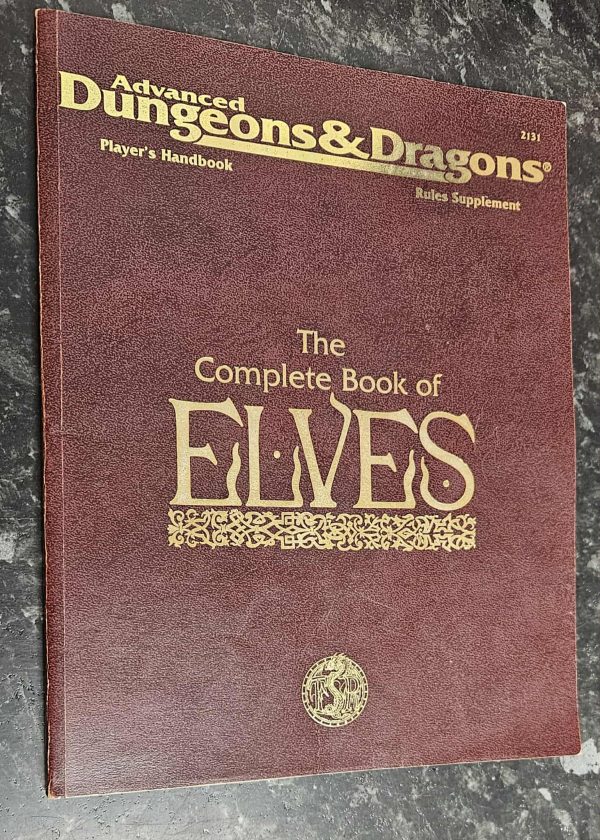 Advanced
Dungeons & Dragons®
2131
Player's Handbook
Rules Supplement
The
Complete Book of
ELVES
TSR